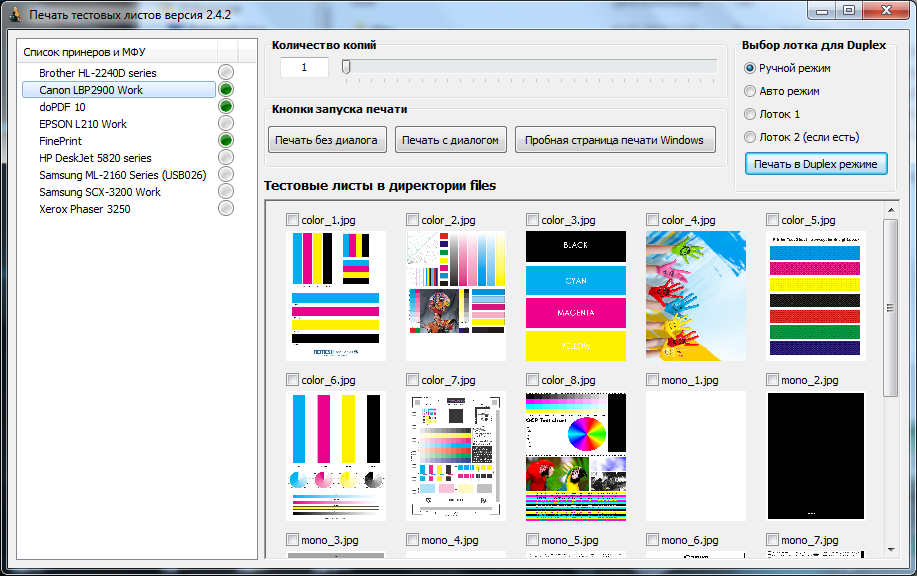 Печать тестовых листов версия 2.4.2
Список принеров и МФУ
Brother HL-2240D series
Canon LBP2900 Work
doPDF 10
EPSON L210 Work
FinePrint
HP DeskJet 5820 series
Samsung ML-2160 Series (USB026)
Samsung SCX-3200 Work
Xerox Phaser 3250
Количество копий
1
Кнопки запуска печати
Печать без диалога
Печать с диалогом
Пробная страница печати Windows
Выбор лотка для Duplex
Ручной режим
Авто режим
Лоток 1
Лоток 2 (если есть)
Печать в Duplex режиме
Тестовые листы в директории files
color_1.jpg
color_2.jpg
color_3.jpg
color_4.jpg
color_5.jpg
BLACK
CYAN
MAGENTA
YELLOW
color_6.jpg
color_7.jpg
color_8.jpg
mono_1.jpg
mono_2.jpg
mono_3.jpg
mono_4.jpg
mono_5.jpg
mono_6.jpg
mono_7.jpg